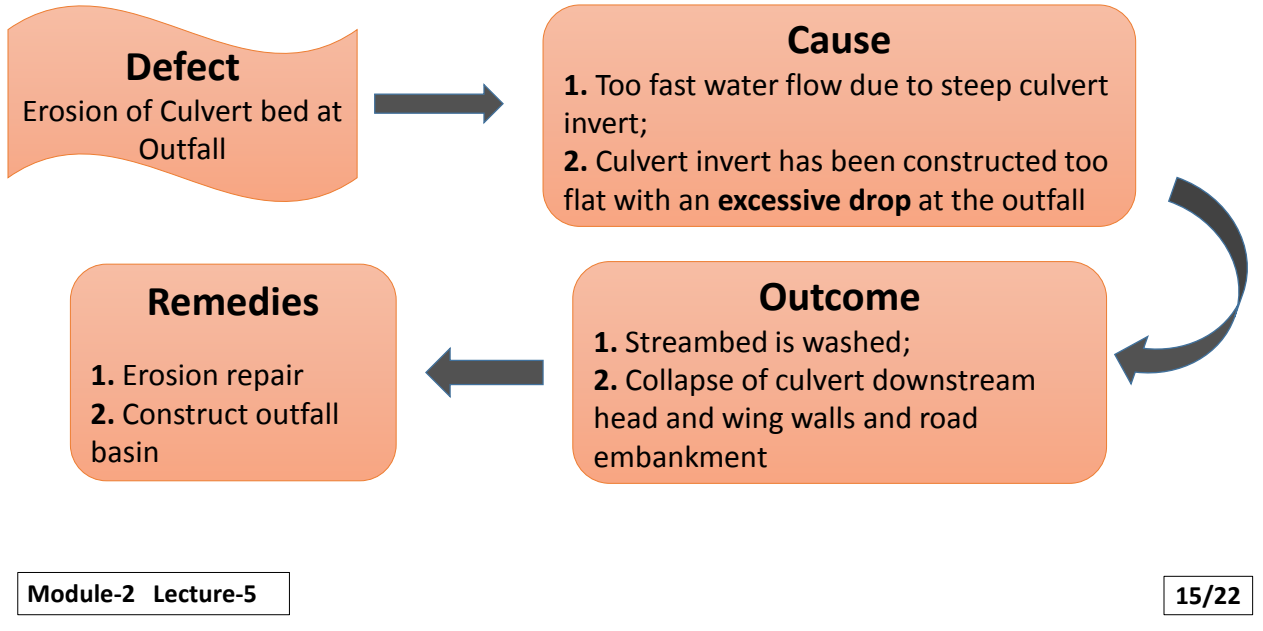 Defect
Erosion of Culvert bed at
Outfall
Cause
1. Too fast water flow due to steep culvert
invert;
2. Culvert invert has been constructed too
flat with an excessive drop at the outfall
Outcome
1. Streambed is washed;
2. Collapse of culvert downstream
head and wing walls and road
embankment
Remedies
1. Erosion repair
2. Construct outfall
basin
Module-2 Lecture-5
15/22